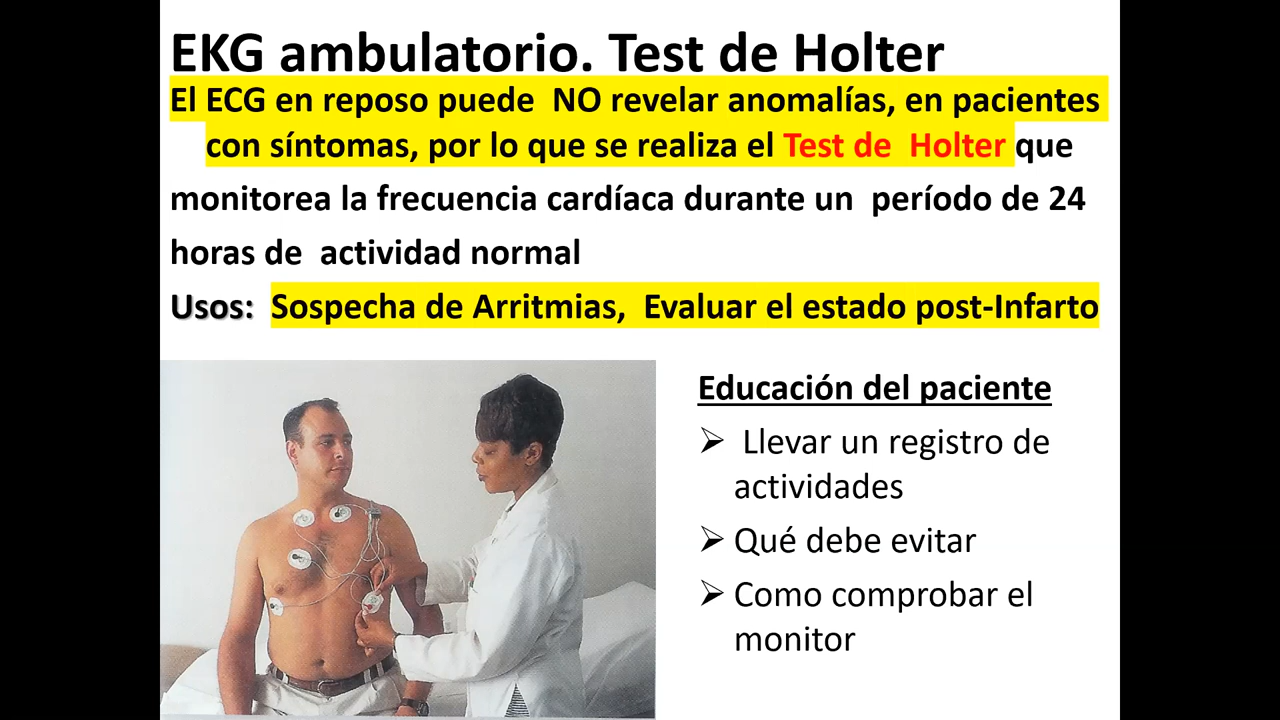 EKG ambulatorio. Test de Holter
El ECG en reposo puede NO revelar anomalías, en pacientes
con síntomas, por lo que se realiza el Test de Holter que
monitorea la frecuencia cardíaca durante un período de 24
horas de actividad normal
Usos: Sospecha de Arritmias, Evaluar el estado post-Infarto
Educación del paciente
➢ Llevar un registro de
actividades
➢ Qué debe evitar
➢ Como comprobar el
monitor